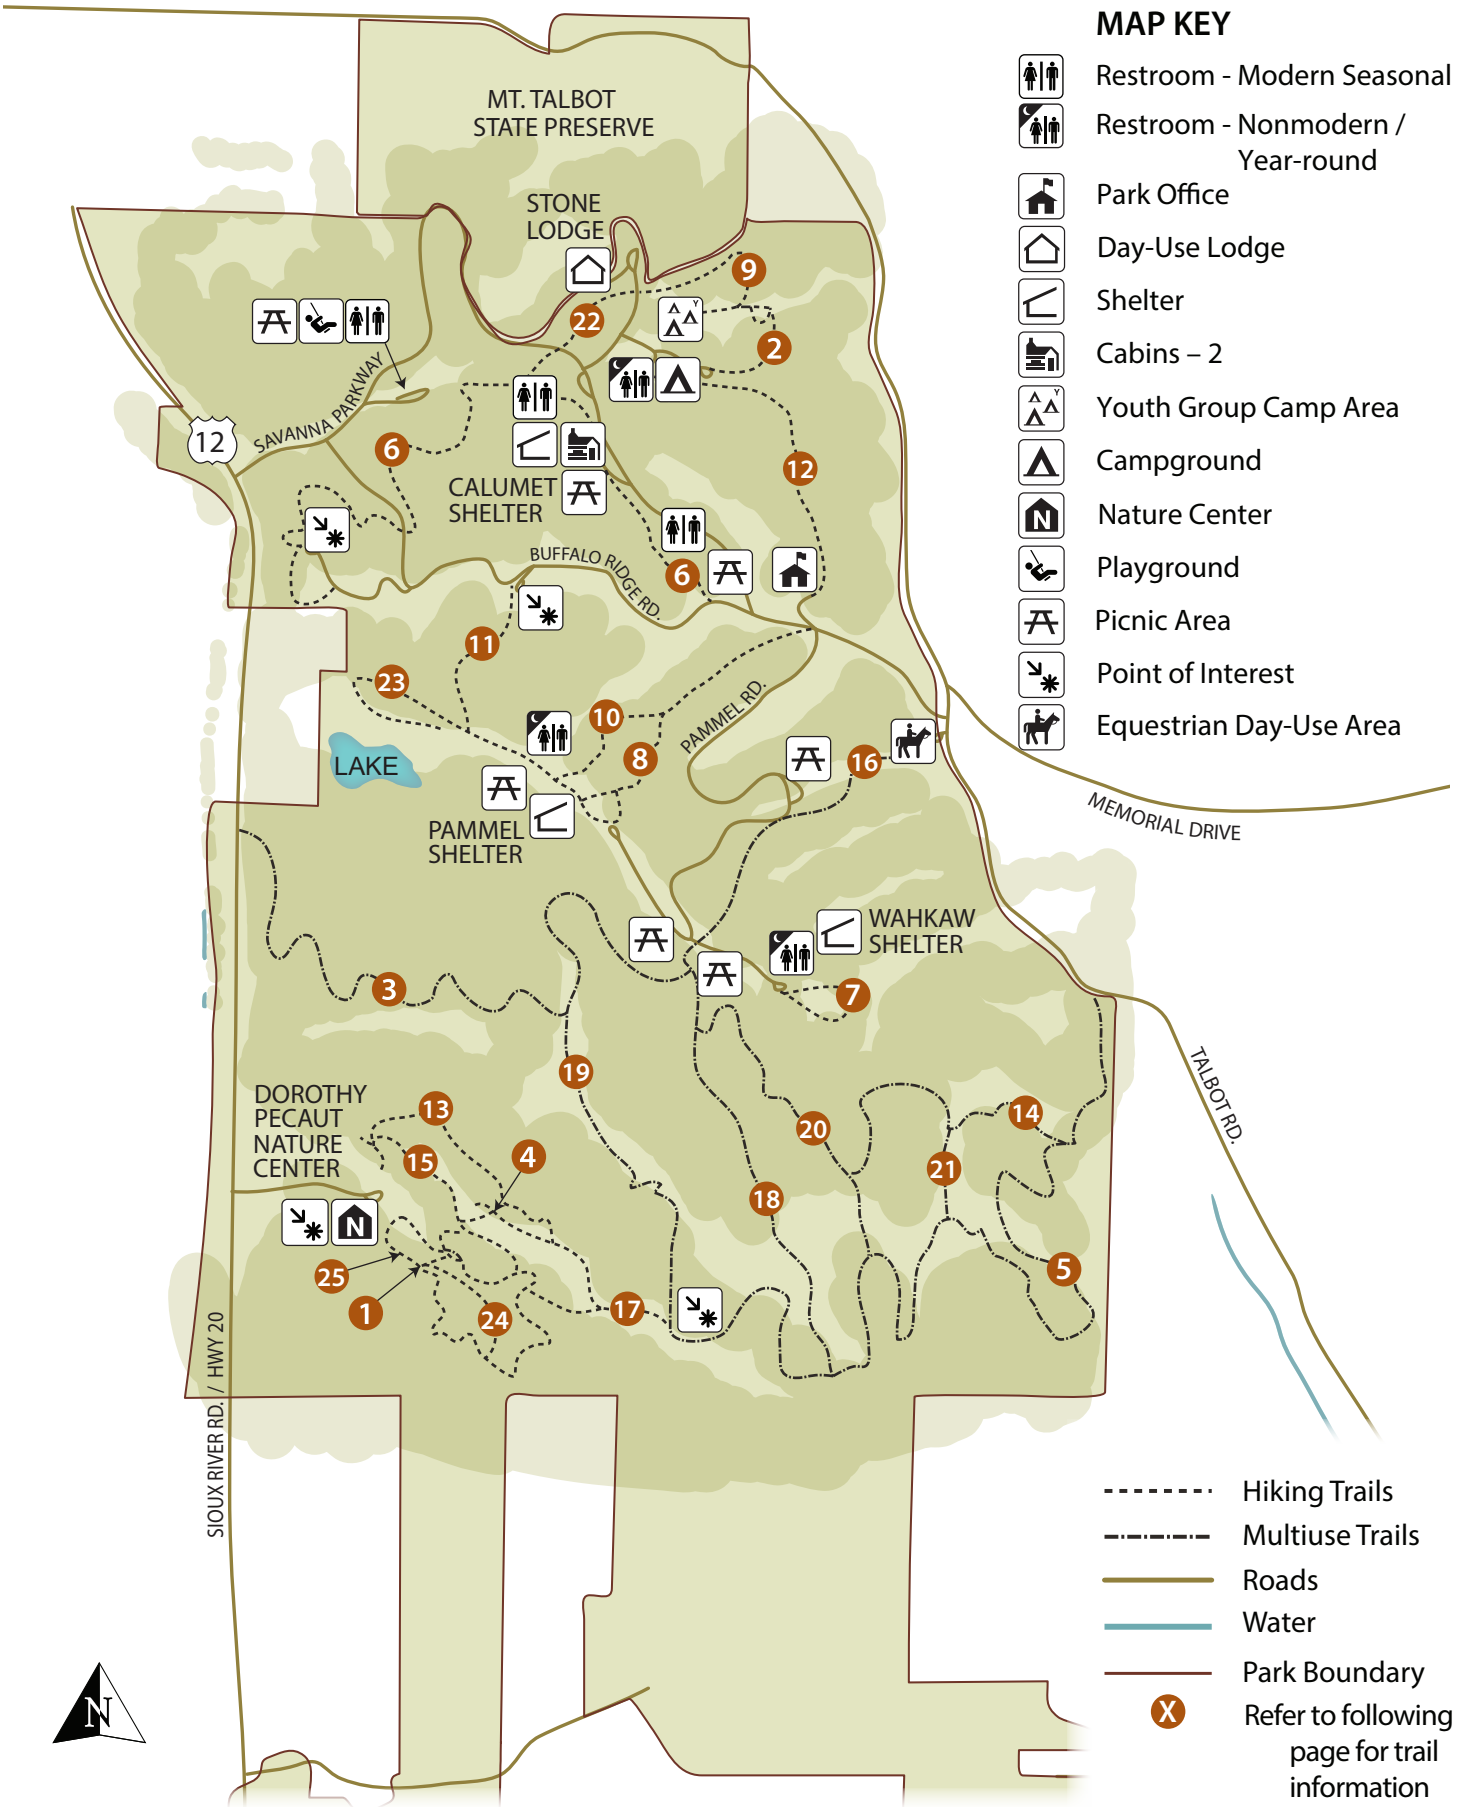 MAP KEY
Restroom - Modern Seasonal
Restroom - Nonmodern /
Year-round
Park Office
Day-Use Lodge
Shelter
Cabins – 2
Y
Youth Group Camp Area
Campground
N
Nature Center
Playground
Picnic Area
Point of Interest
Equestrian Day-Use Area
MT. TALBOT
STATE PRESERVE
STONE
LODGE
9
22
Y
2
SAVANNA PARKWAY
12
6
12
CALUMET
SHELTER
BUFFALO RIDGE RD.
6
11
23
10
PAMMEL RD.
8
16
LAKE
MEMORIAL DRIVE
PAMMEL
SHELTER
WAHKAW
SHELTER
3
7
19
TALBOT RD.
DOROTHY
PECAUT
NATURE
CENTER
13
14
20
15
4
21
18
N
25
5
1
17
24
SIOUX RIVER RD. / HWY 20
Hiking Trails
Multiuse Trails
Roads
Water
Park Boundary
X
Refer to following
page for trail
information
N